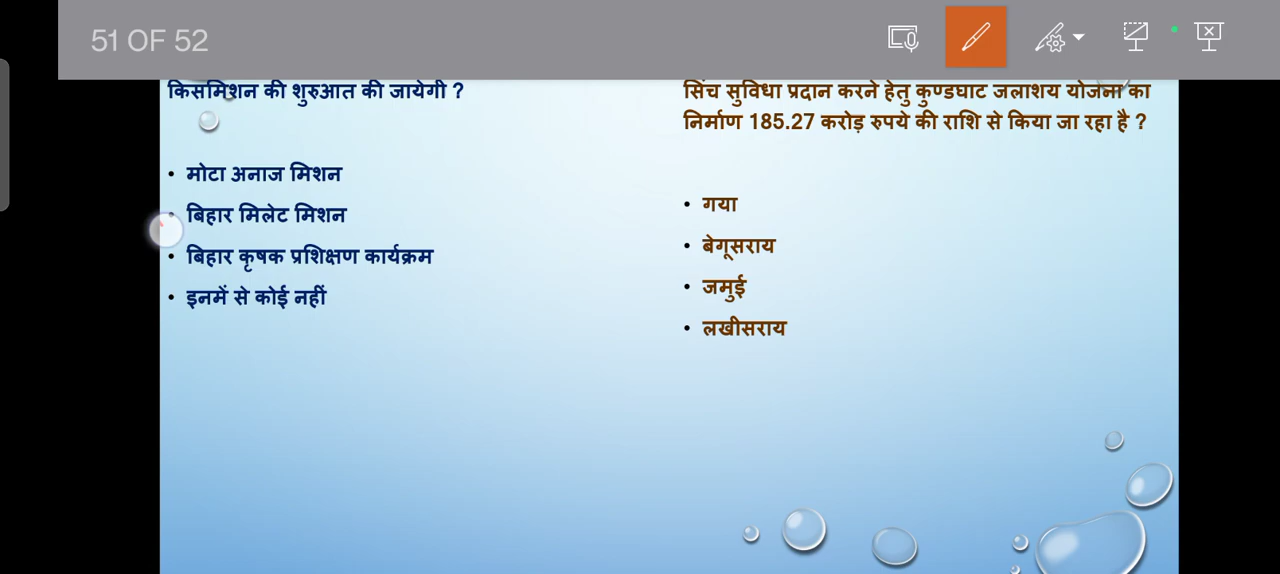 51 OF 52
किसमिशन की शुरुआत की जायेगी ?
• मोटा अनाज मिशन
• बिहार मिलेट मिशन
• बिहार कृषक प्रशिक्षण कार्यक्रम
• इनमें से कोई नहीं
सिंच सुविधा प्रदान करने हेतु कुण्डघाट जलाशय योजना का
निर्माण 185.27 करोड़ रुपये की राशि से किया जा रहा है ?
• गया
• बेगूसराय
• जमुई
• लखीसराय